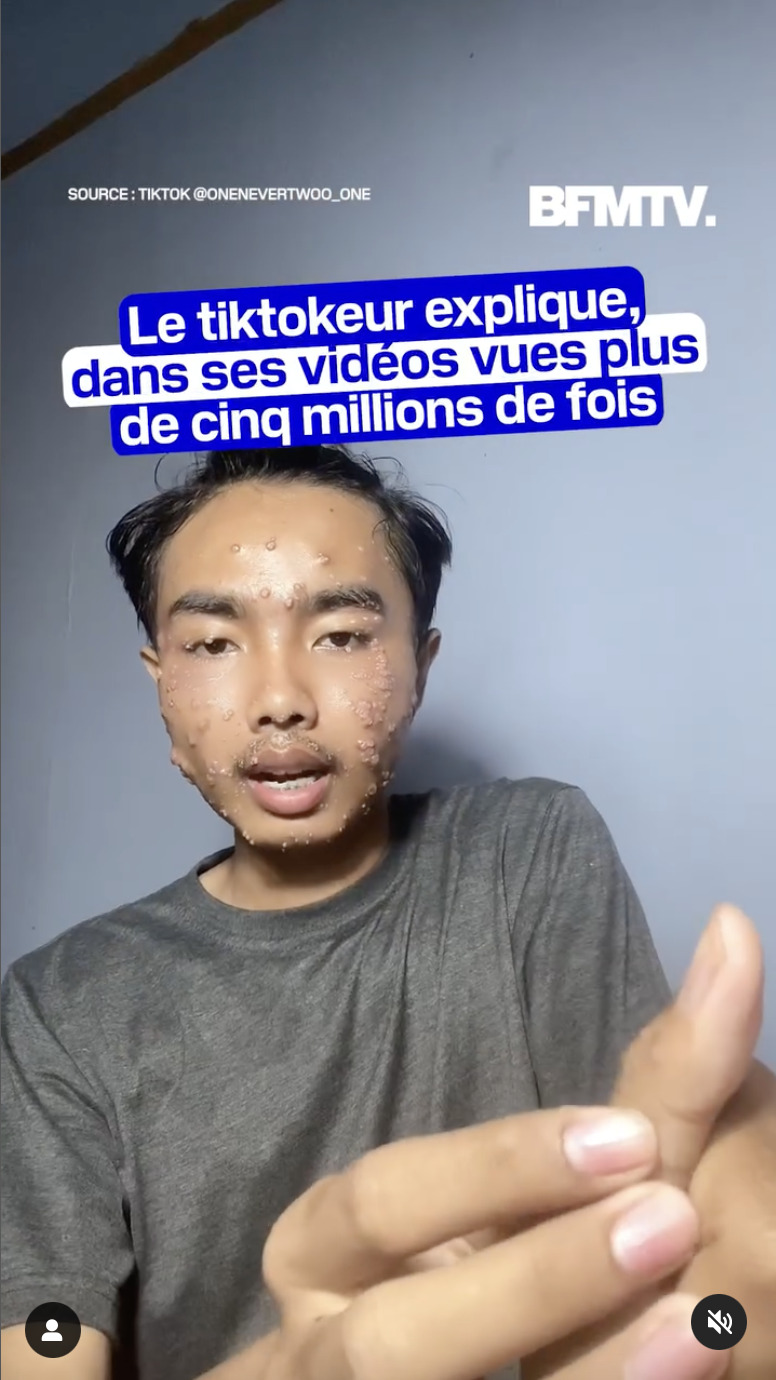 SOURCE : TIKTOK @ONENEVERTWOO_ONE
BFMTV.
Le tiktokeur explique,
dans ses vidéos vues plus
de cinq millions de fois